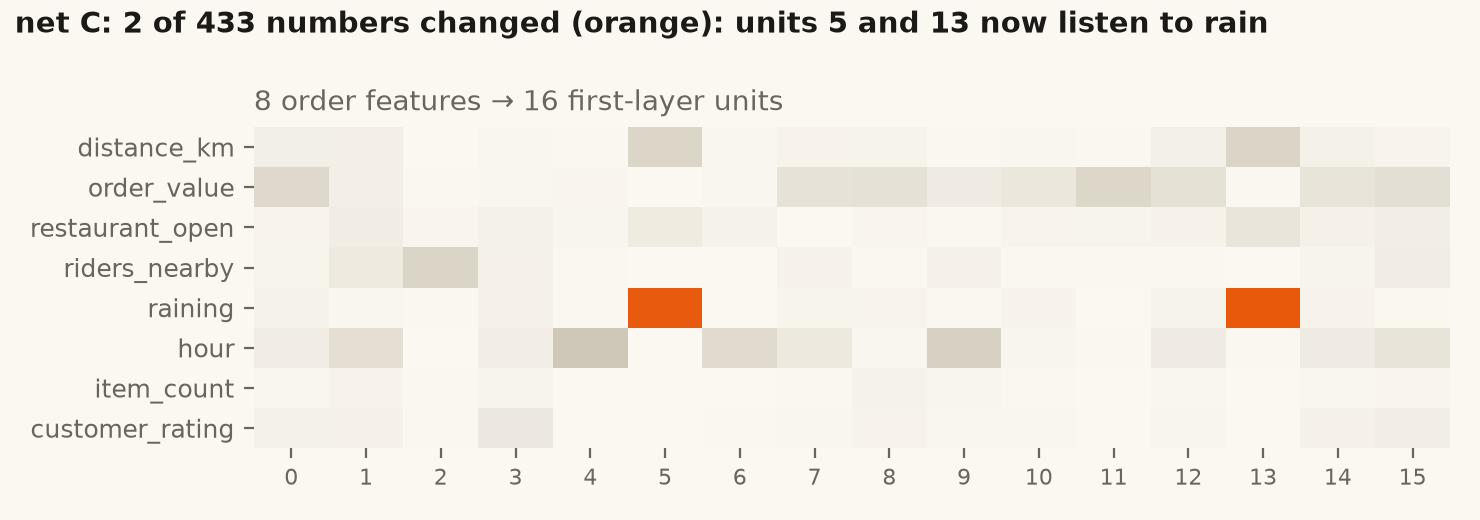 net C: 2 of 433 numbers changed (orange): units 5 and 13 now listen to rain
8 order features → 16 first-layer units
distance_km
order_value
restaurant_open
riders_nearby
raining
hour
item_count
customer_rating
0 1 2 3 4 5 6 7 8 9 10 11 12 13 14 15